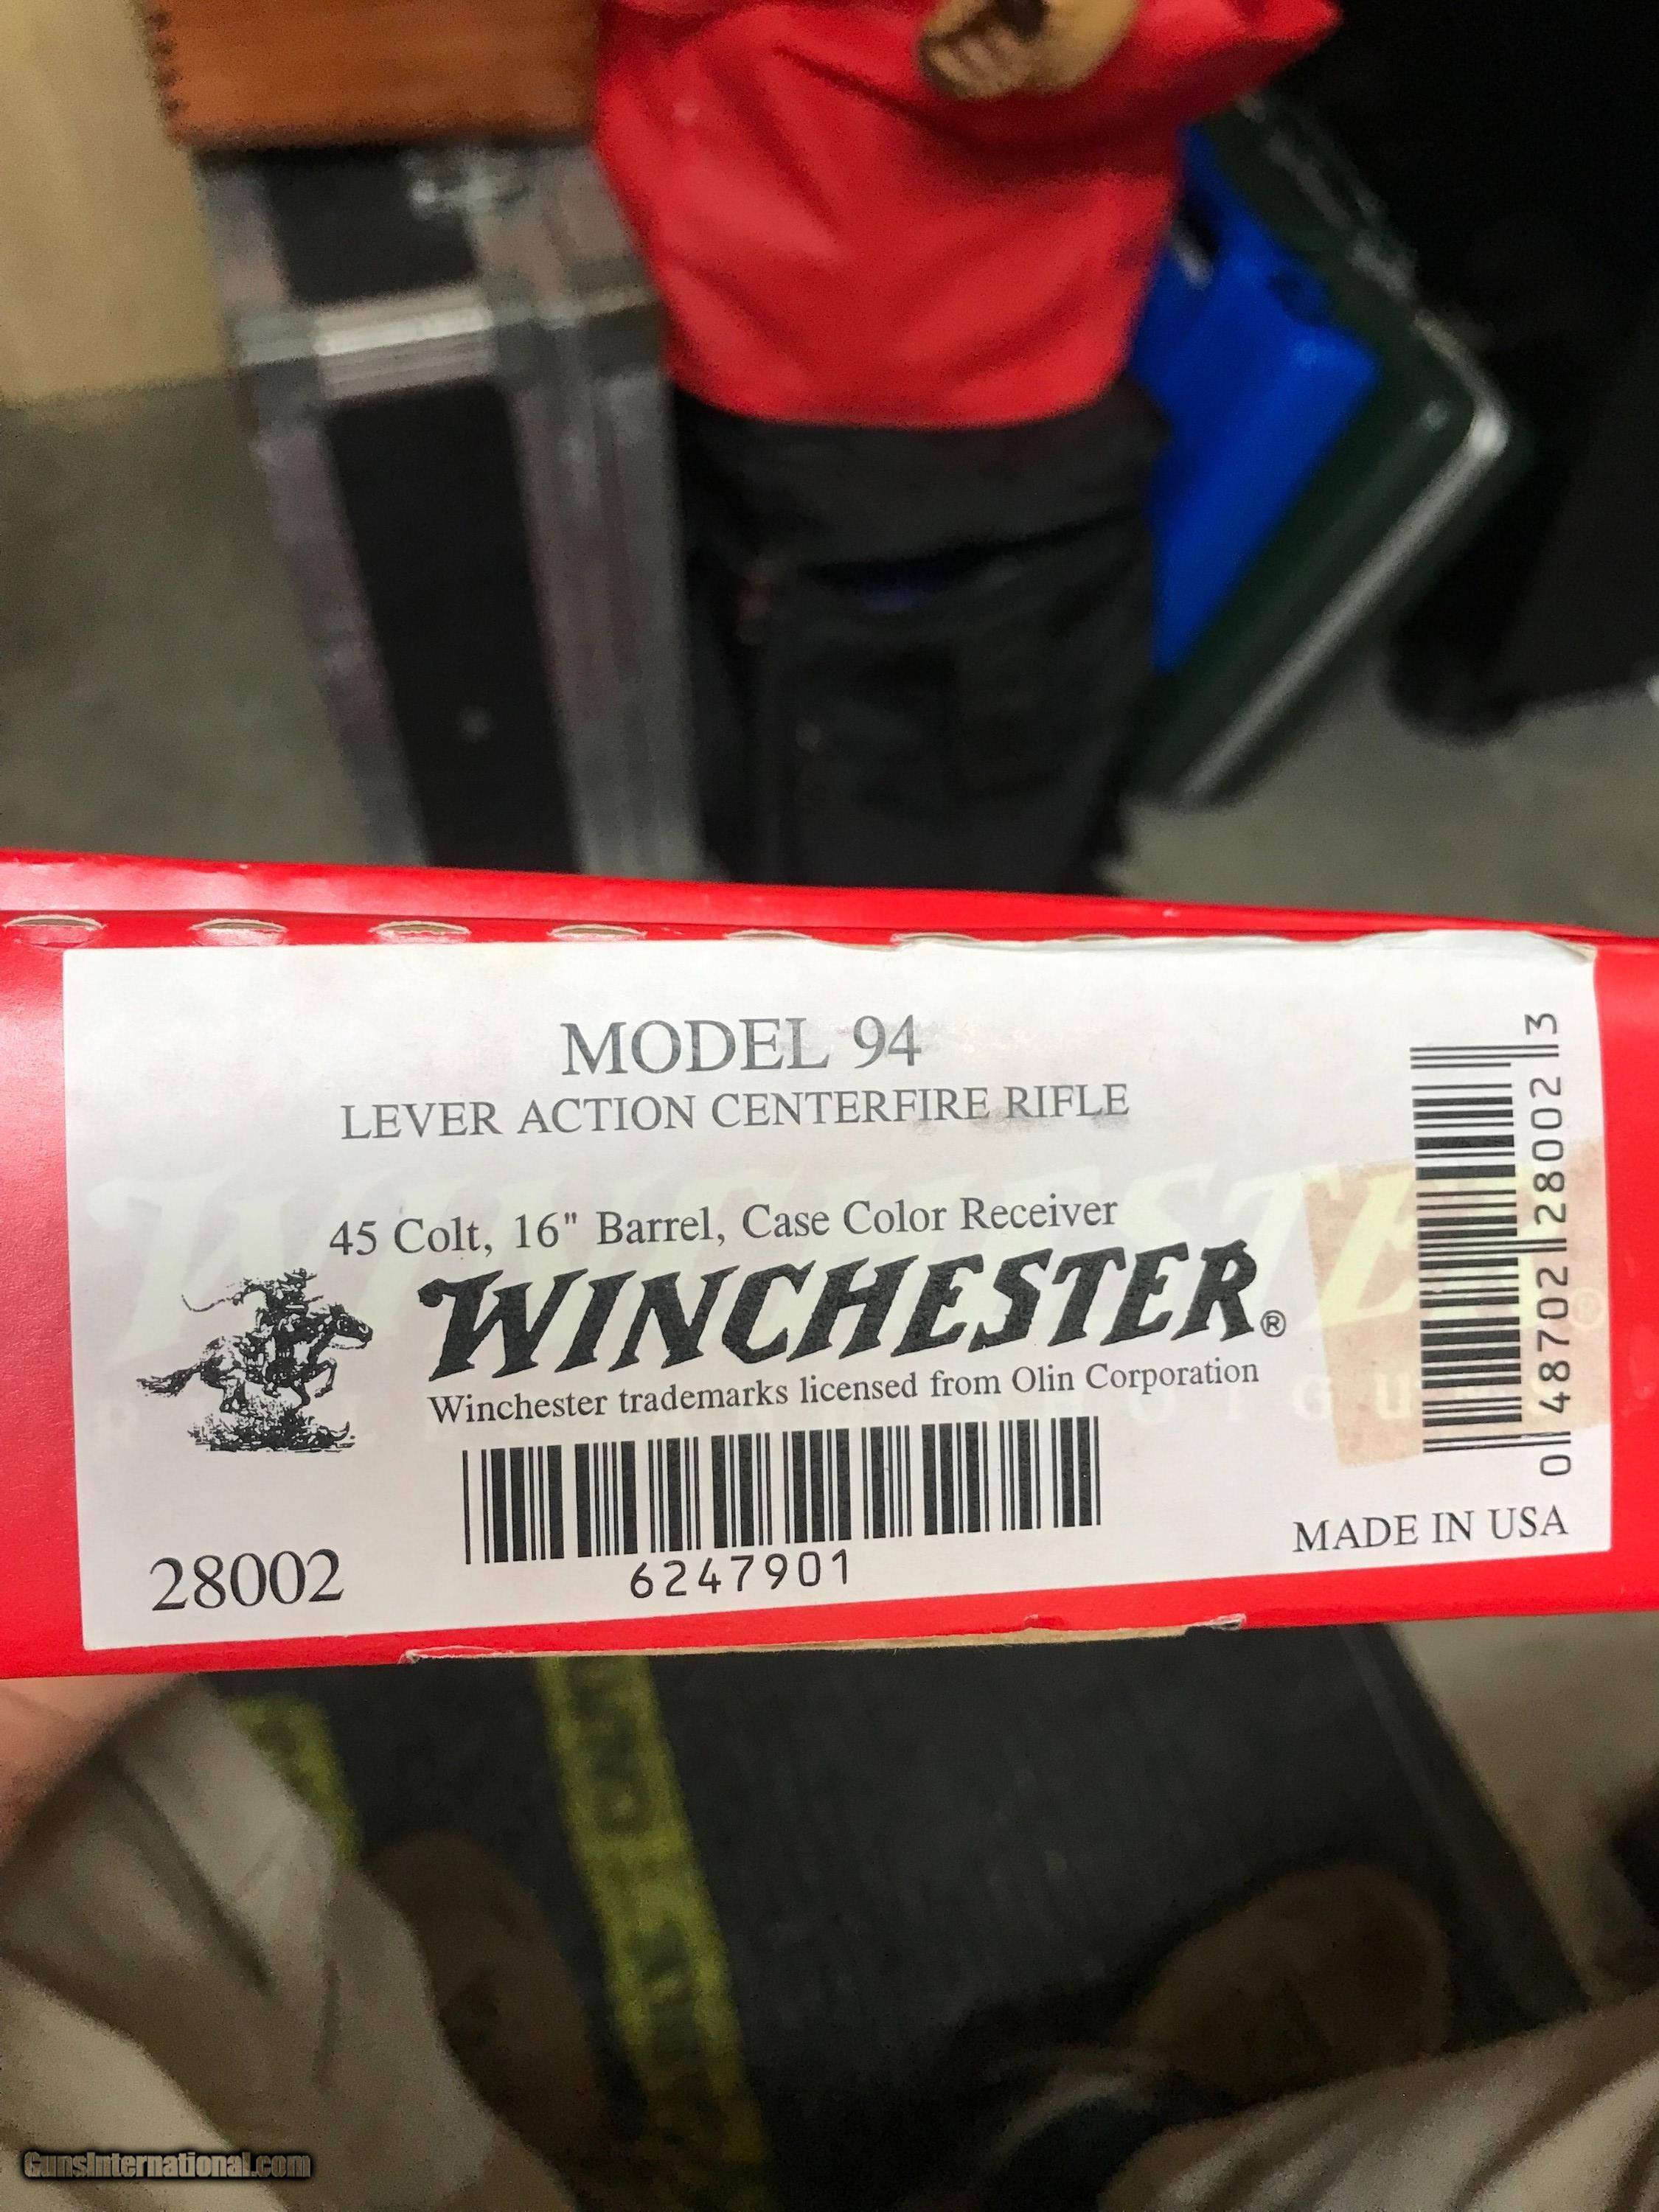 MODEL 94
LEVER ACTION CENTERFIRE RIFLE
45 Colt, 16" Barrel, Case Color Receiver
WINCHESTER®
Winchester trademarks licensed from Olin Corporation
6247901
28002
MADE IN USA
0 48702 28002 3
WINCHESTER
GunsInternational.com